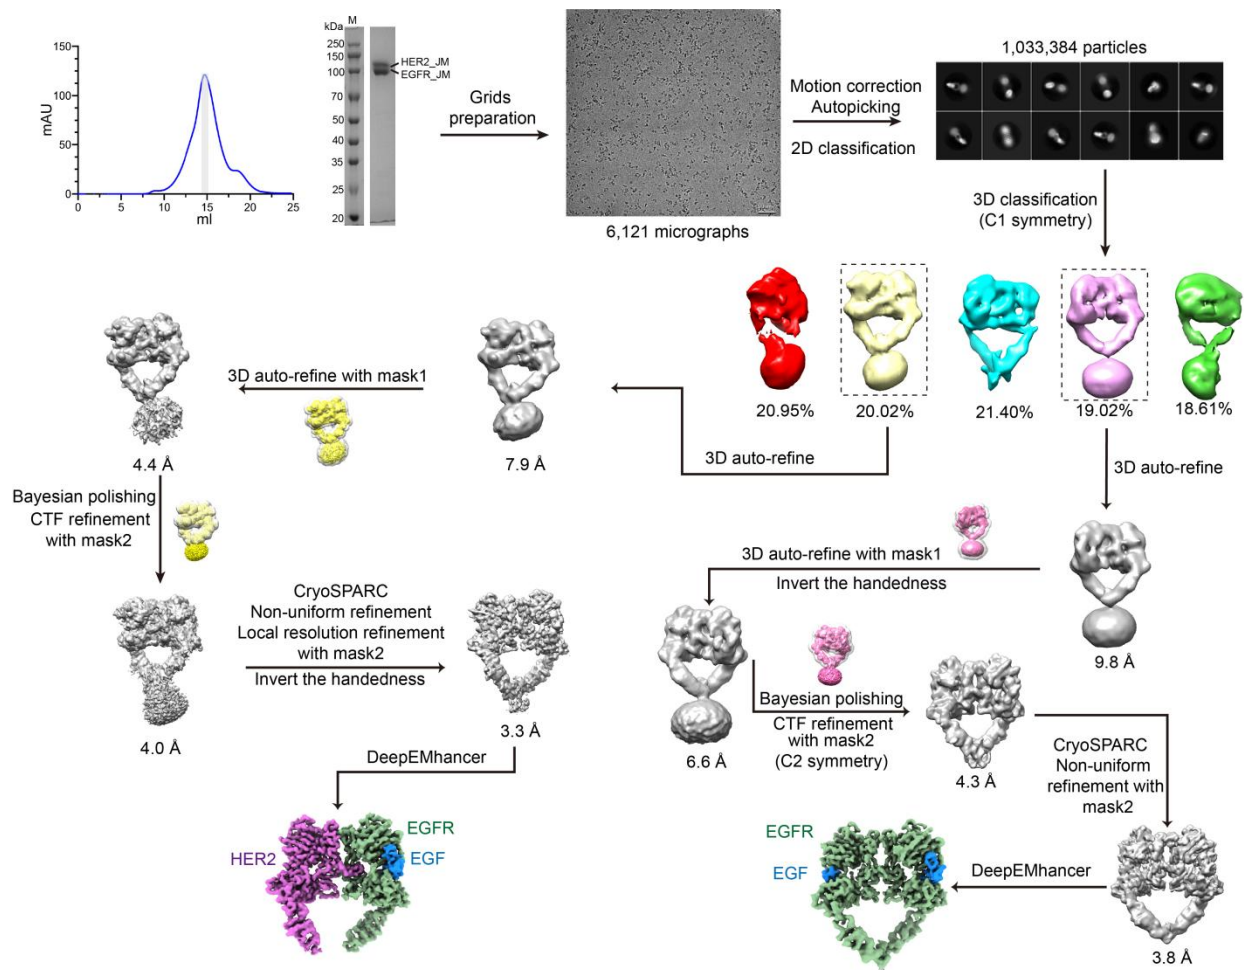 kDa
M
250
150
100
70
50
40
35
25
20
HER2_JM
EGFR_JM
mAU
150
100
50
0
0
5
10
15
20
25
ml
Grids
preparation
6,121 micrographs
Motion correction
Autopicking
2D classification
1,033,384 particles
3D classification
(C1 symmetry)
20.95%
20.02%
21.40%
19.02%
18.61%
3D auto-refine
3D auto-refine
7.9 Å
3D auto-refine with mask1
4.4 Å
Bayesian polishing
CTF refinement
with mask2
4.0 Å
CryoSPARC
Non-uniform refinement
Local resolution refinement
with mask2
Invert the handedness
3.3 Å
DeepEMhancer
HER2
EGFR
EGF
9.8 Å
3D auto-refine with mask1
Invert the handedness
6.6 Å
Bayesian polishing
CTF refinement
with mask2
(C2 symmetry)
4.3 Å
CryoSPARC
Non-uniform
refinement with
mask2
3.8 Å
DeepEMhancer
EGFR
EGF